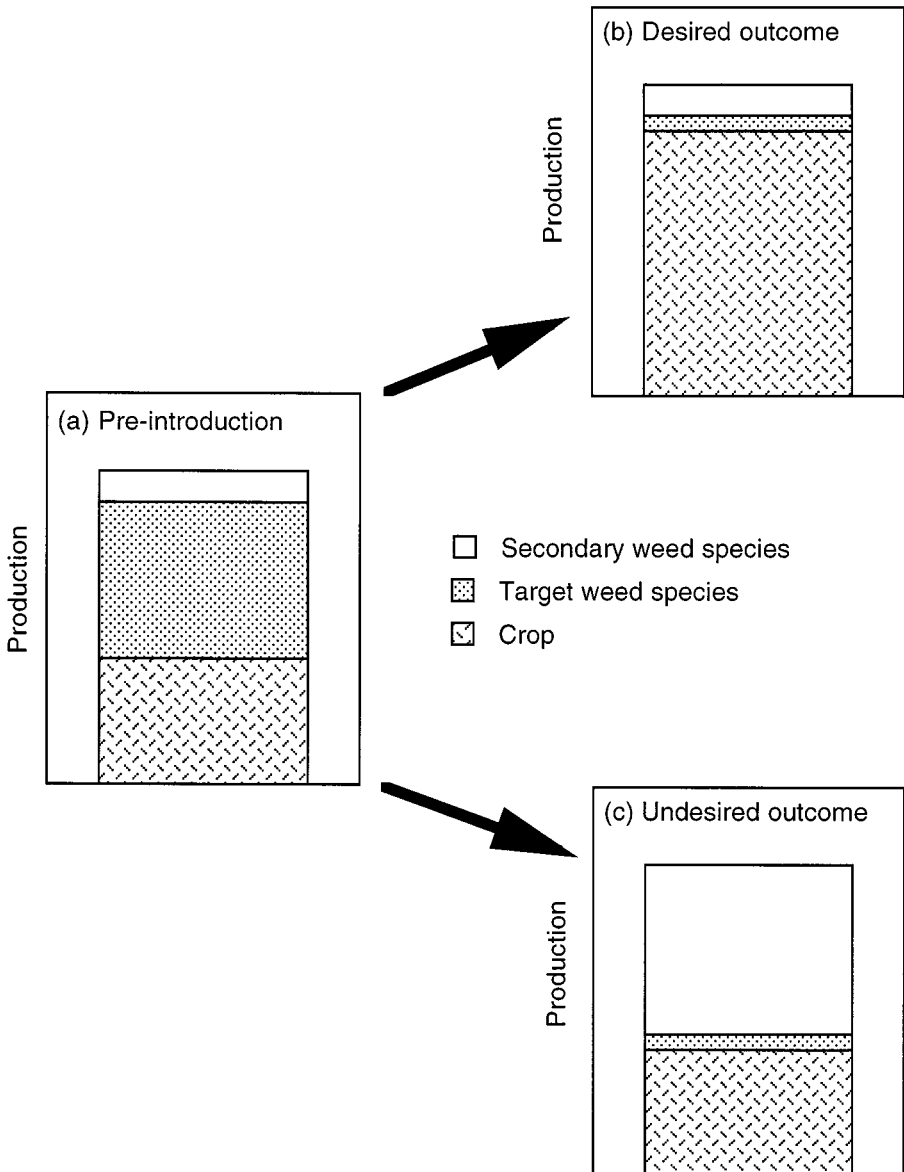 (b) Desired outcome
Production
(a) Pre-introduction
Production
Secondary weed species
Target weed species
Crop
(c) Undesired outcome
Production